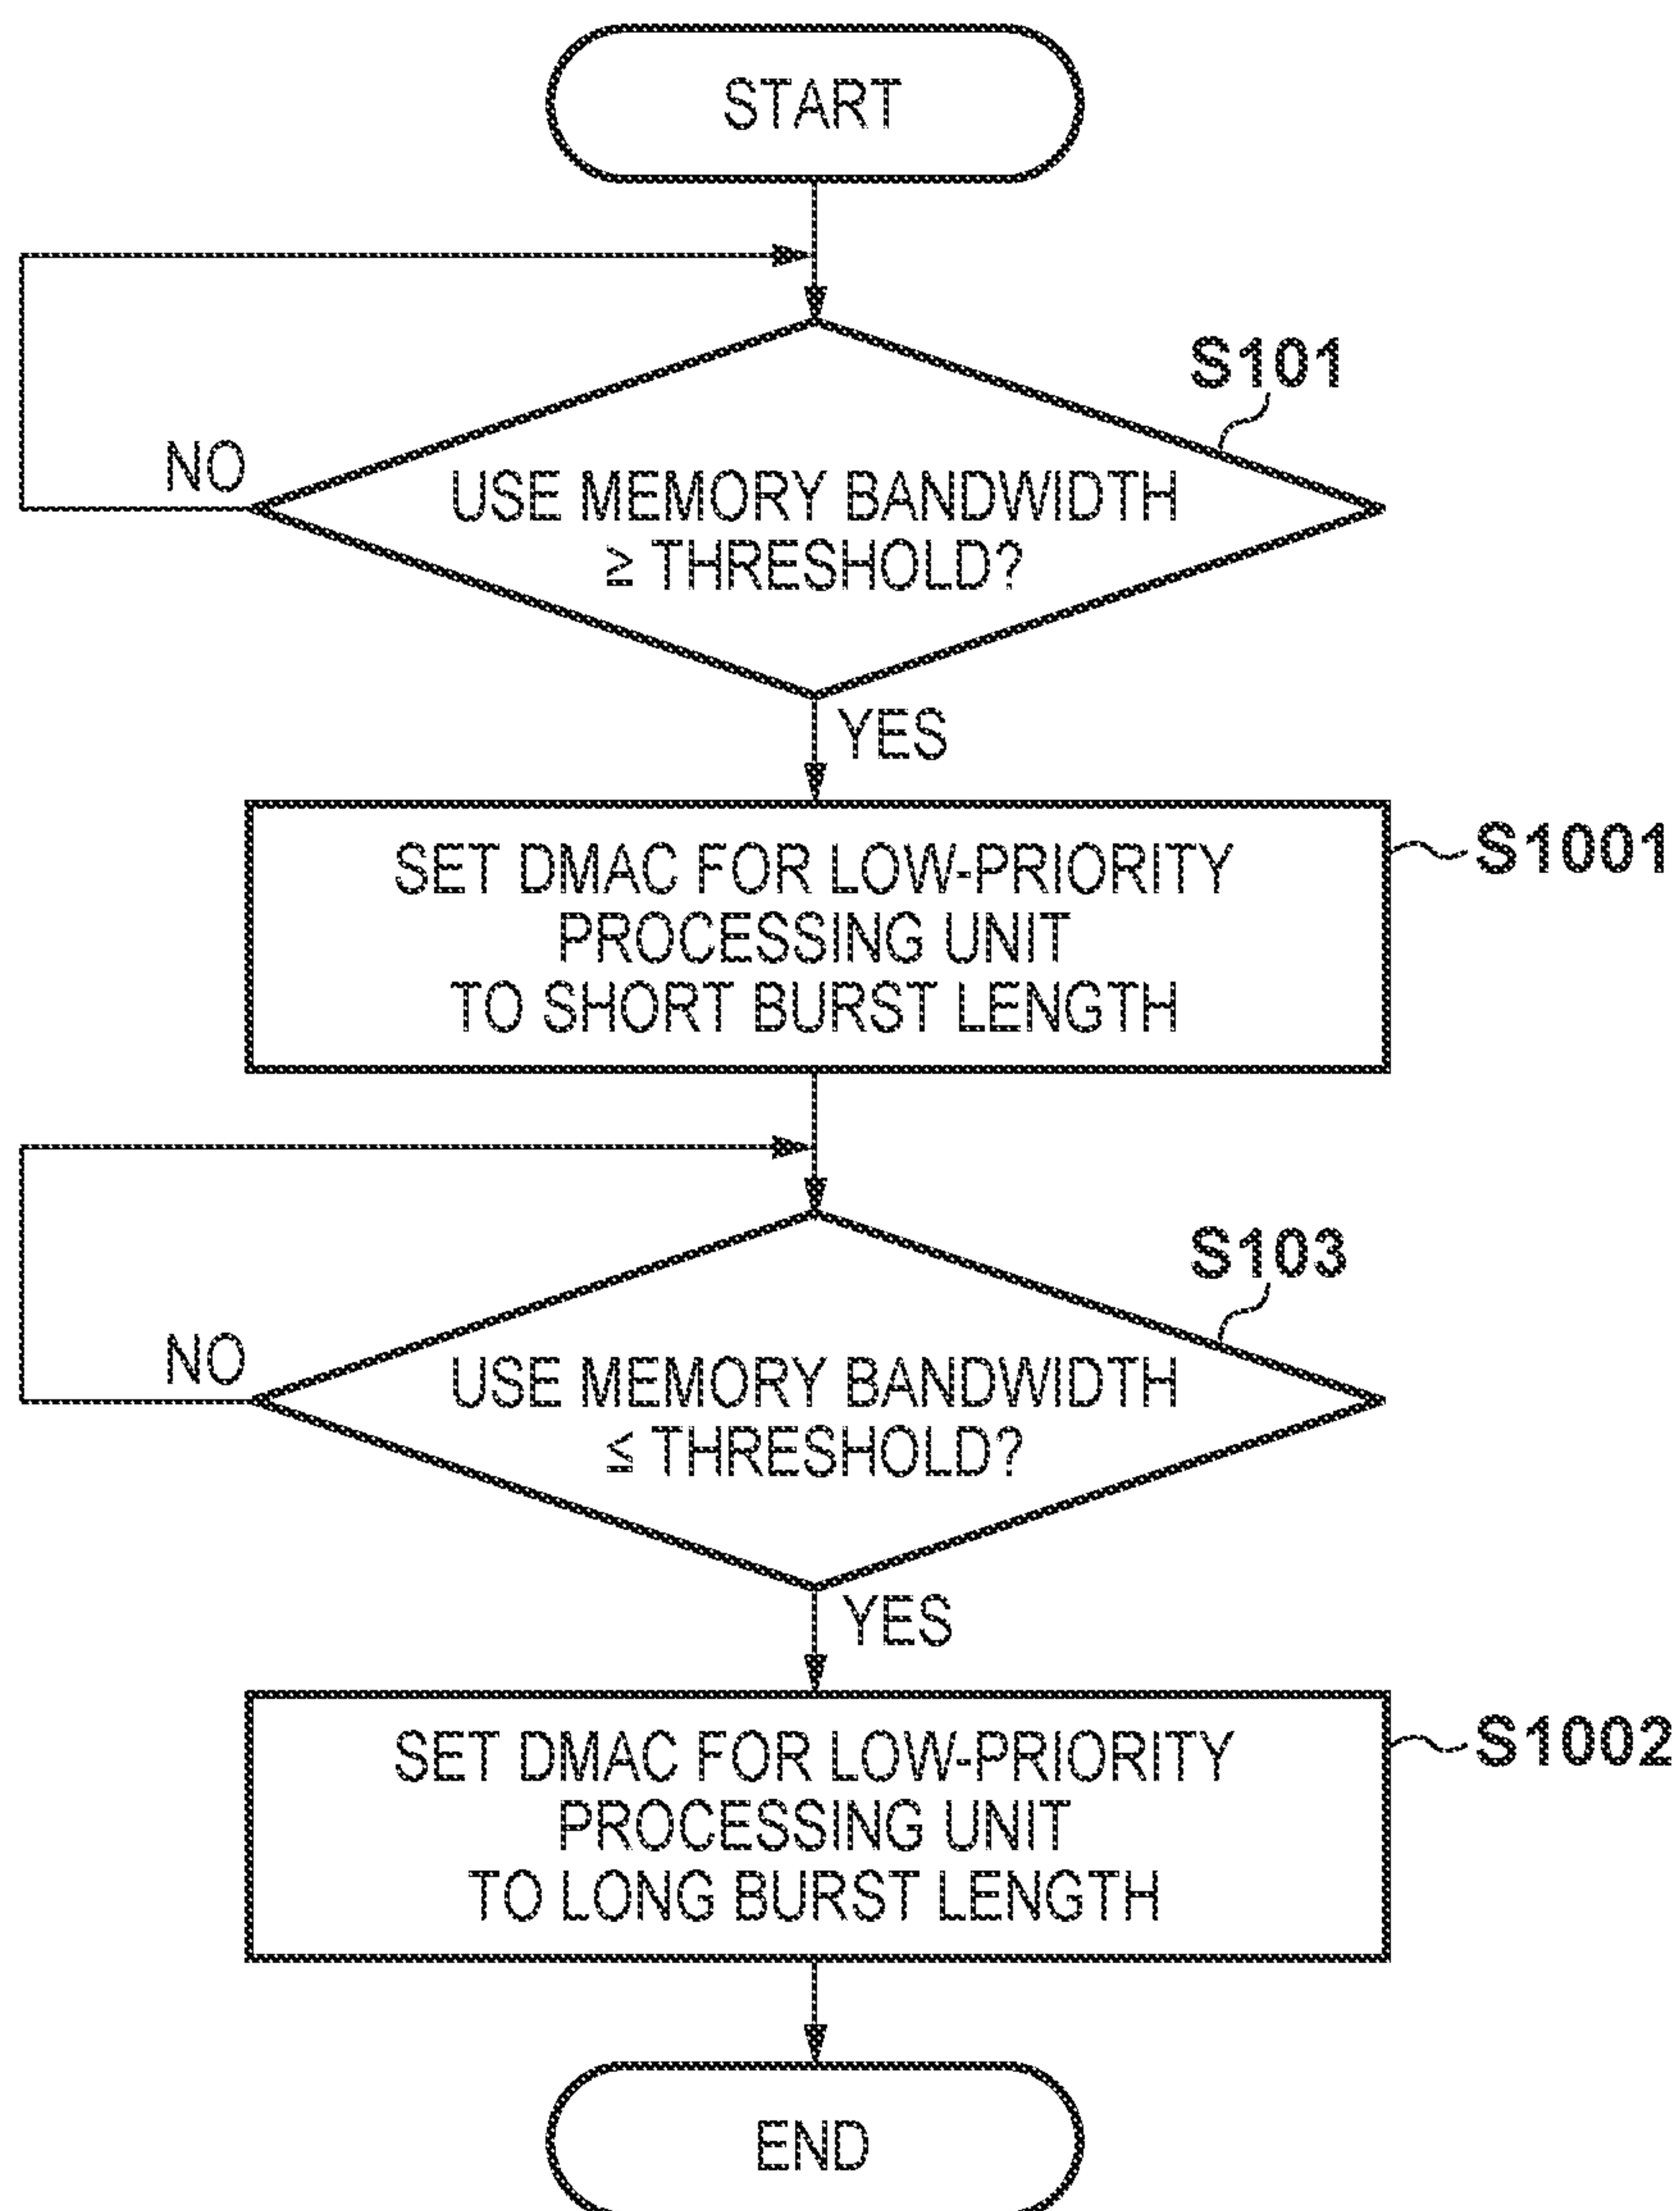 START
S101
NO
USE MEMORY BANDWIDTH
≥ THRESHOLD?
YES
SET DMAC FOR LOW-PRIORITY
PROCESSING UNIT
TO SHORT BURST LENGTH
S1001
S103
NO
USE MEMORY BANDWIDTH
≤ THRESHOLD?
YES
SET DMAC FOR LOW-PRIORITY
PROCESSING UNIT
TO LONG BURST LENGTH
S1002
END